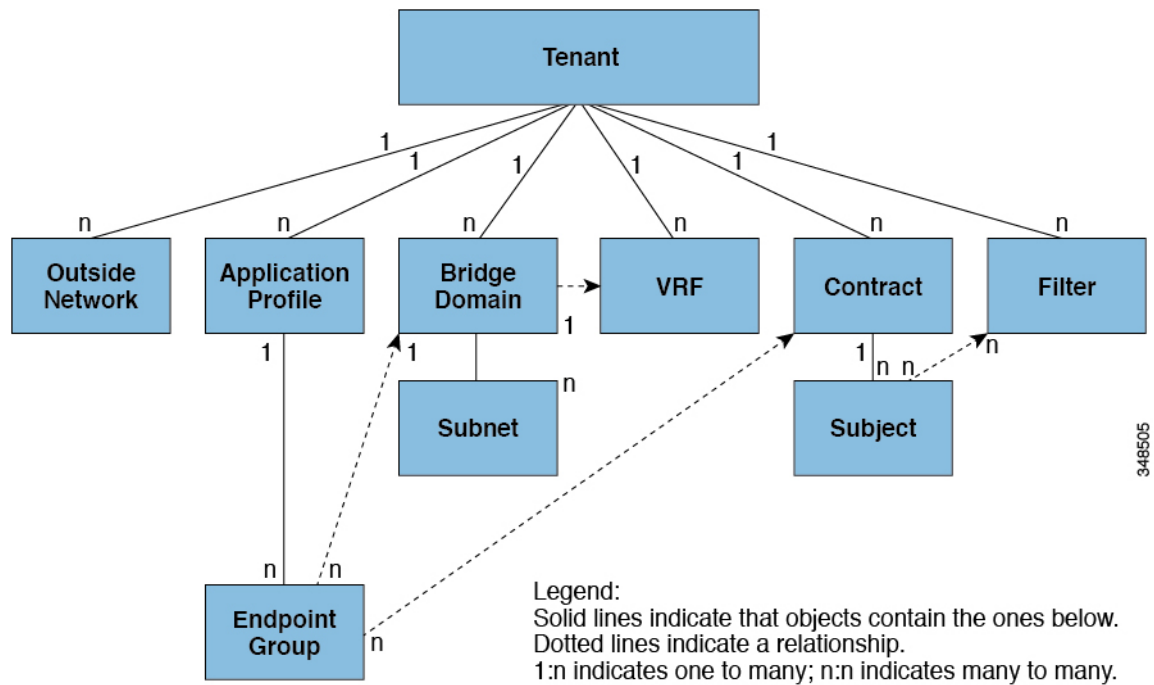 Tenant
1
1
1
1
1
1
n
n
n
n
n
n
Outside
Network
Application
Profile
Bridge
Domain
VRF
Contract
Filter
1
1
1
1
n
n
n
n
Subnet
Subject
348505
n
n
Endpoint
Group
n
Legend:
Solid lines indicate that objects contain the ones below.
Dotted lines indicate a relationship.
1:n indicates one to many; n:n indicates many to many.